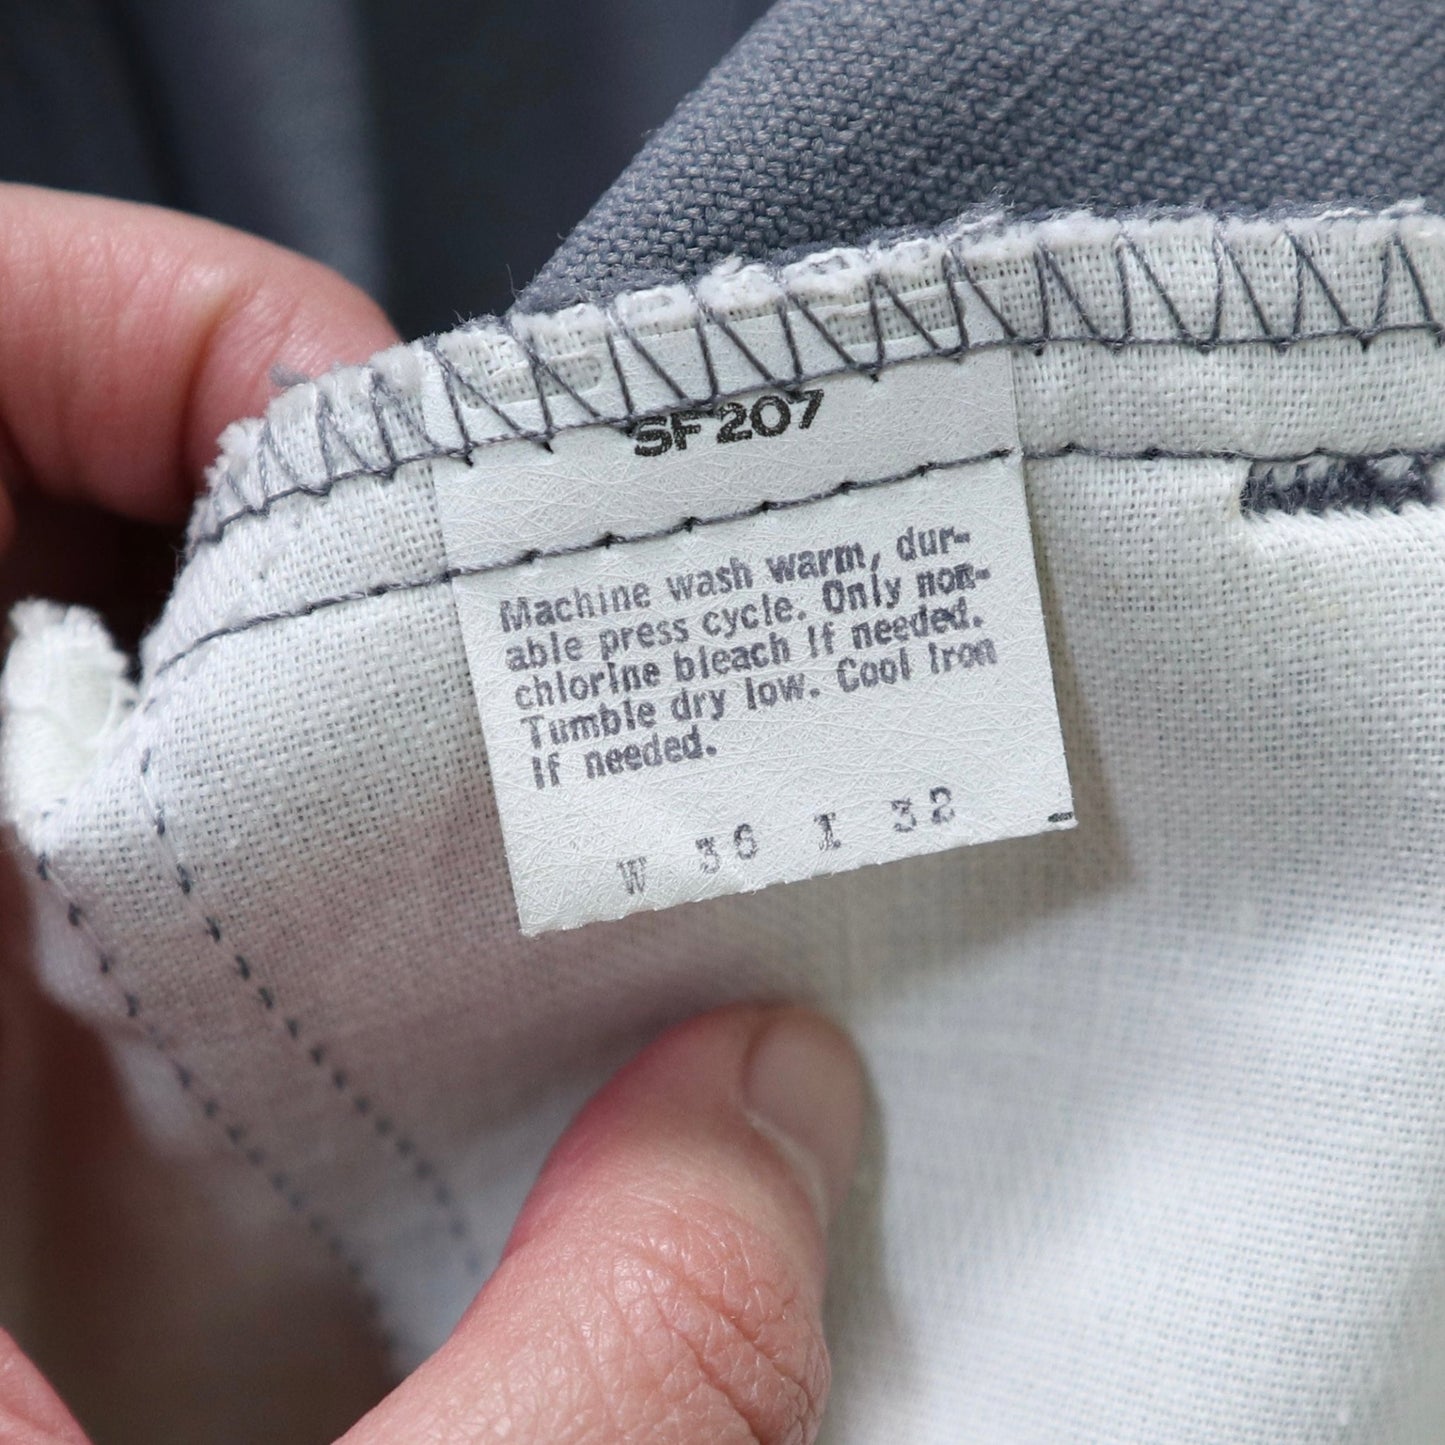 SF207
Machine wash warm, dur-
able press cycle. Only non-
chlorine bleach if needed.
Tumble dry low. Cool iron
if needed.
W 36 I 32